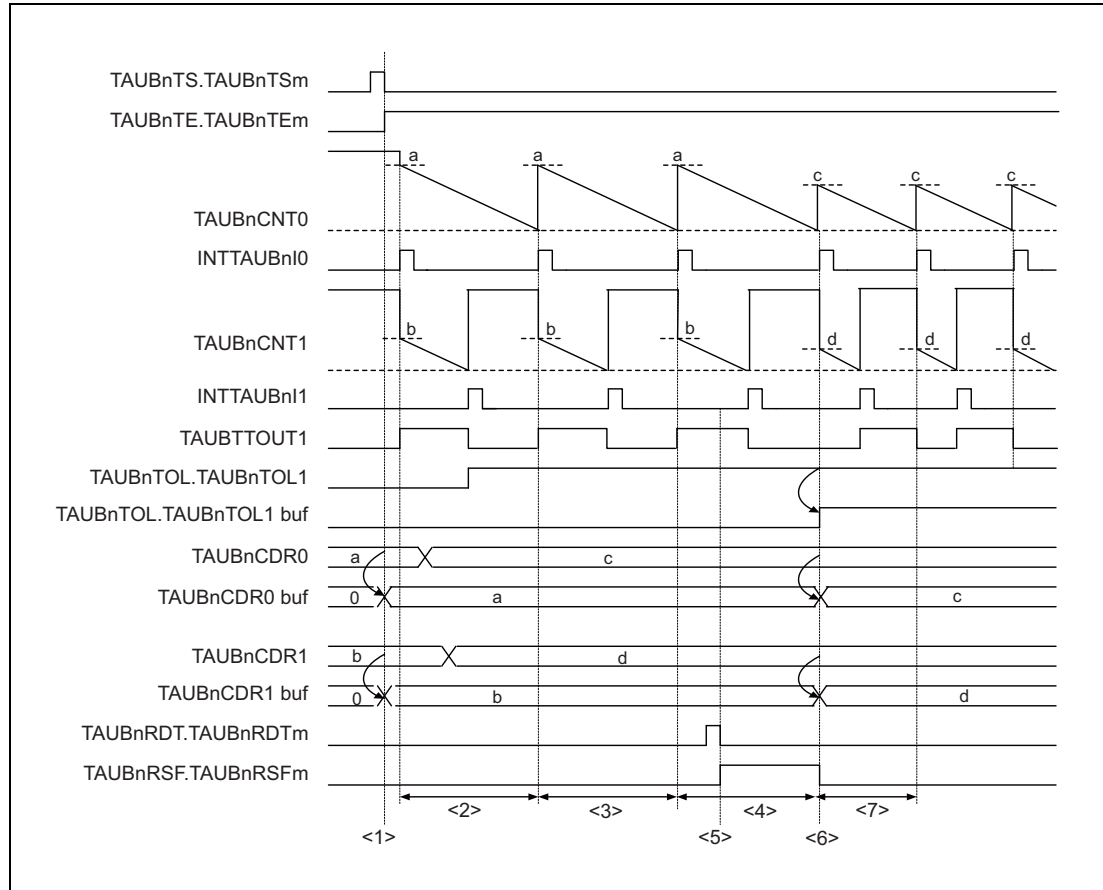 TAUBnTS.TAUBnTSm
TAUBnTE.TAUBnTEm
a a a c c c
TAUBnCNT0
INTTAUBnI0
b b b d d d
TAUBnCNT1
INTTAUBnI1
TAUBTTOUT1
TAUBnTOL.TAUBnTOL1
TAUBnTOL.TAUBnTOL1 buf
TAUBnCDR0 a c
TAUBnCDR0 buf 0 a c
TAUBnCDR1 b d
TAUBnCDR1 buf 0 b d
TAUBnRDT.TAUBnRDTm
TAUBnRSF.TAUBnRSFm
<2> <3> <4> <7>
<1> <5> <6>